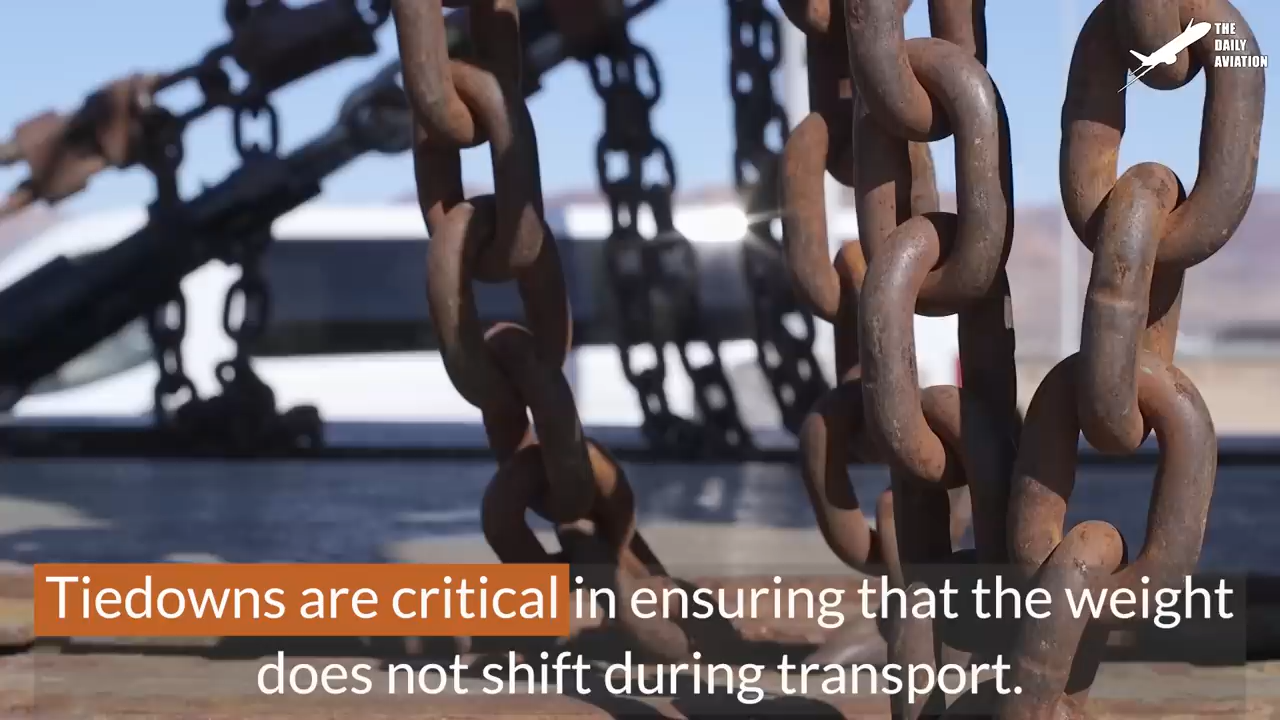 THE
DAILY
AVIATION
Tiedowns are critical in ensuring that the weight
does not shift during transport.